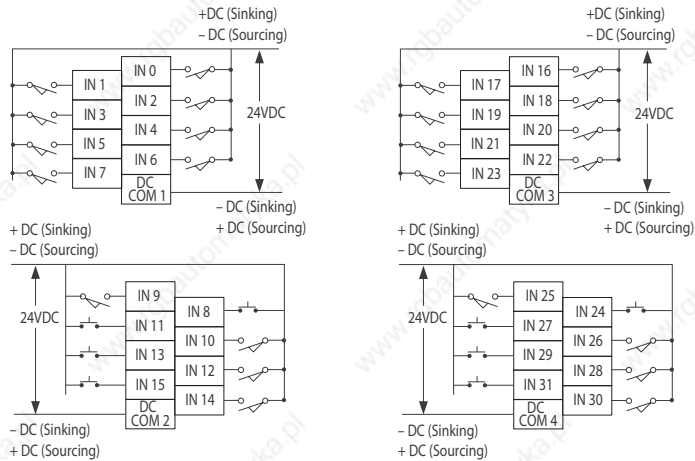 +DC (Sinking)
– DC (Sourcing)
IN 0
IN 1
IN 2
IN 3
IN 4
IN 5
IN 6
IN 7
DC
COM 1
24VDC
– DC (Sinking)
+ DC (Sourcing)
+DC (Sinking)
– DC (Sourcing)
IN 16
IN 17
IN 18
IN 19
IN 20
IN 21
IN 22
IN 23
DC
COM 3
24VDC
– DC (Sinking)
+ DC (Sourcing)
+ DC (Sinking)
– DC (Sourcing)
24VDC
IN 9
IN 8
IN 11
IN 10
IN 13
IN 12
IN 15
IN 14
DC
COM 2
– DC (Sinking)
+ DC (Sourcing)
+ DC (Sinking)
– DC (Sourcing)
24VDC
IN 25
IN 24
IN 27
IN 26
IN 29
IN 28
IN 31
IN 30
DC
COM 4
– DC (Sinking)
+ DC (Sourcing)